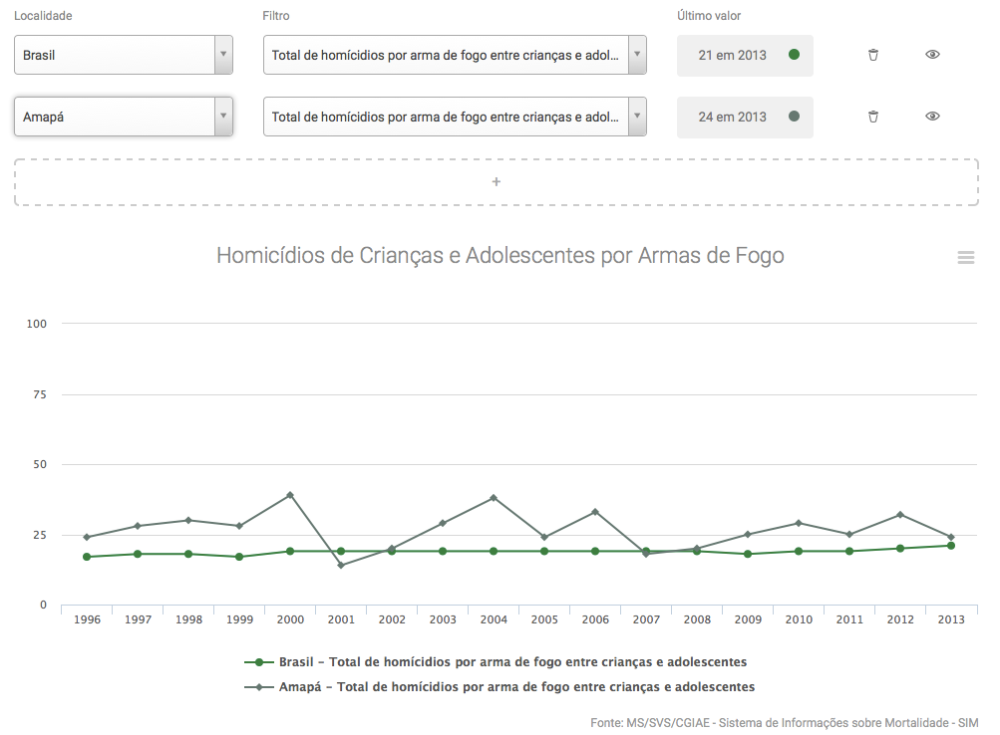 Localidade Filtro Último valor
Brasil Total de homícidios por arma de fogo entre crianças e adol... 21 em 2013
Amapá Total de homícidios por arma de fogo entre crianças e adol... 24 em 2013
+
Homicídios de Crianças e Adolescentes por Armas de Fogo
100
75
50
25
0
1996 1997 1998 1999 2000 2001 2002 2003 2004 2005 2006 2007 2008 2009 2010 2011 2012 2013
Brasil - Total de homícidios por arma de fogo entre crianças e adolescentes
Amapá - Total de homícidios por arma de fogo entre crianças e adolescentes
Fonte: MS/SVS/CGIAE - Sistema de Informações sobre Mortalidade - SIM